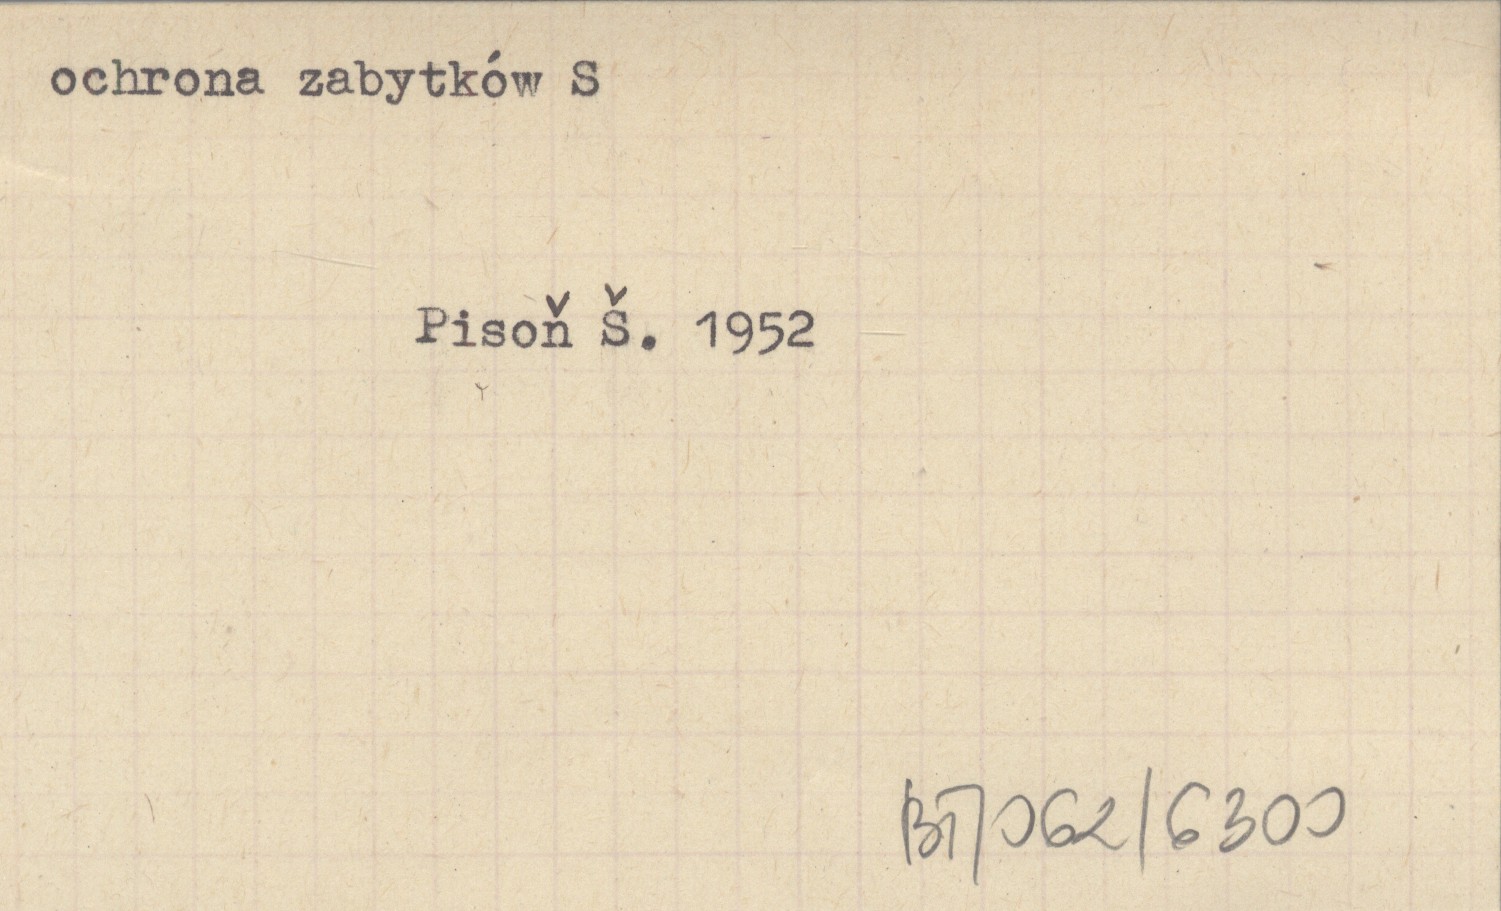 ochrona zabytków S
Pisoň Š. 1952
BT/062/6300